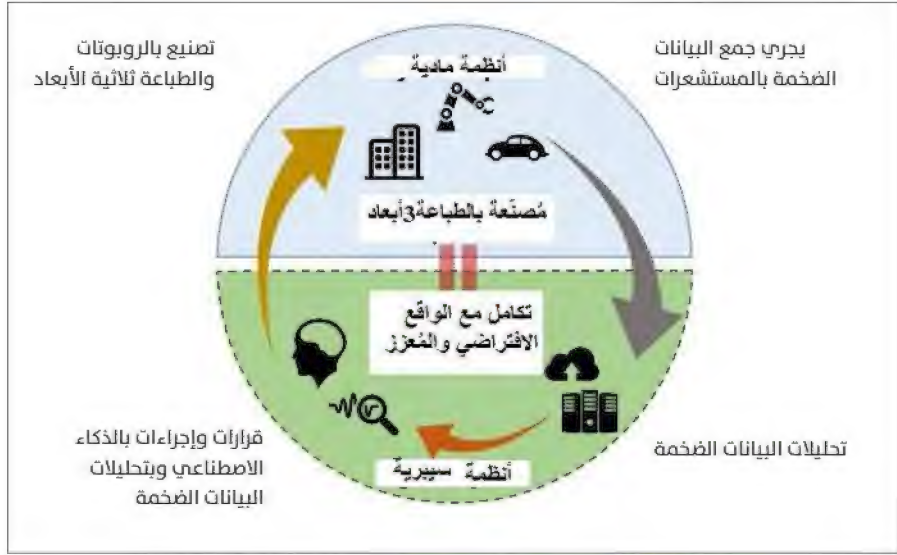 يجري جمع البيانات
الضخمة بالمستشعرات
تصنيع بالروبوتات
والطباعة ثلاثية الأبعاد
أنظمة مادية
مُصنّعة بالطباعة3أبعاد
تكامل مع الواقع
الافتراضي والمُعزز
تحليلات البيانات الضخمة
أنظمة سيبرية
قرارات وإجراءات بالذكاء
الاصطناعي وبتحليلات
البيانات الضخمة